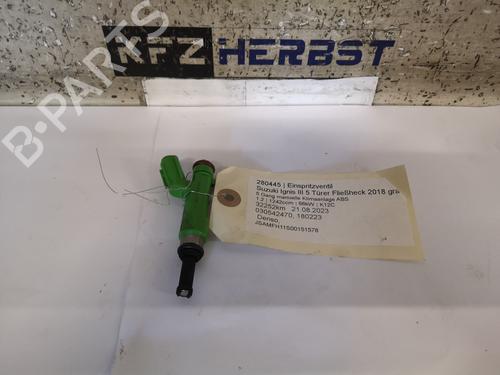 KFZ HERBST
B-PARTS
280445 | Einspritzventil
Suzuki Ignis III 5 Türer Fließheck 2018 gra
5 Gang manuelle Klimaanlage ABS
1.2 | 1242ccm | 66kW | K12C
32252km 21.08.2023
030542470, 180223
Denso,
JSAMFH11S00151578